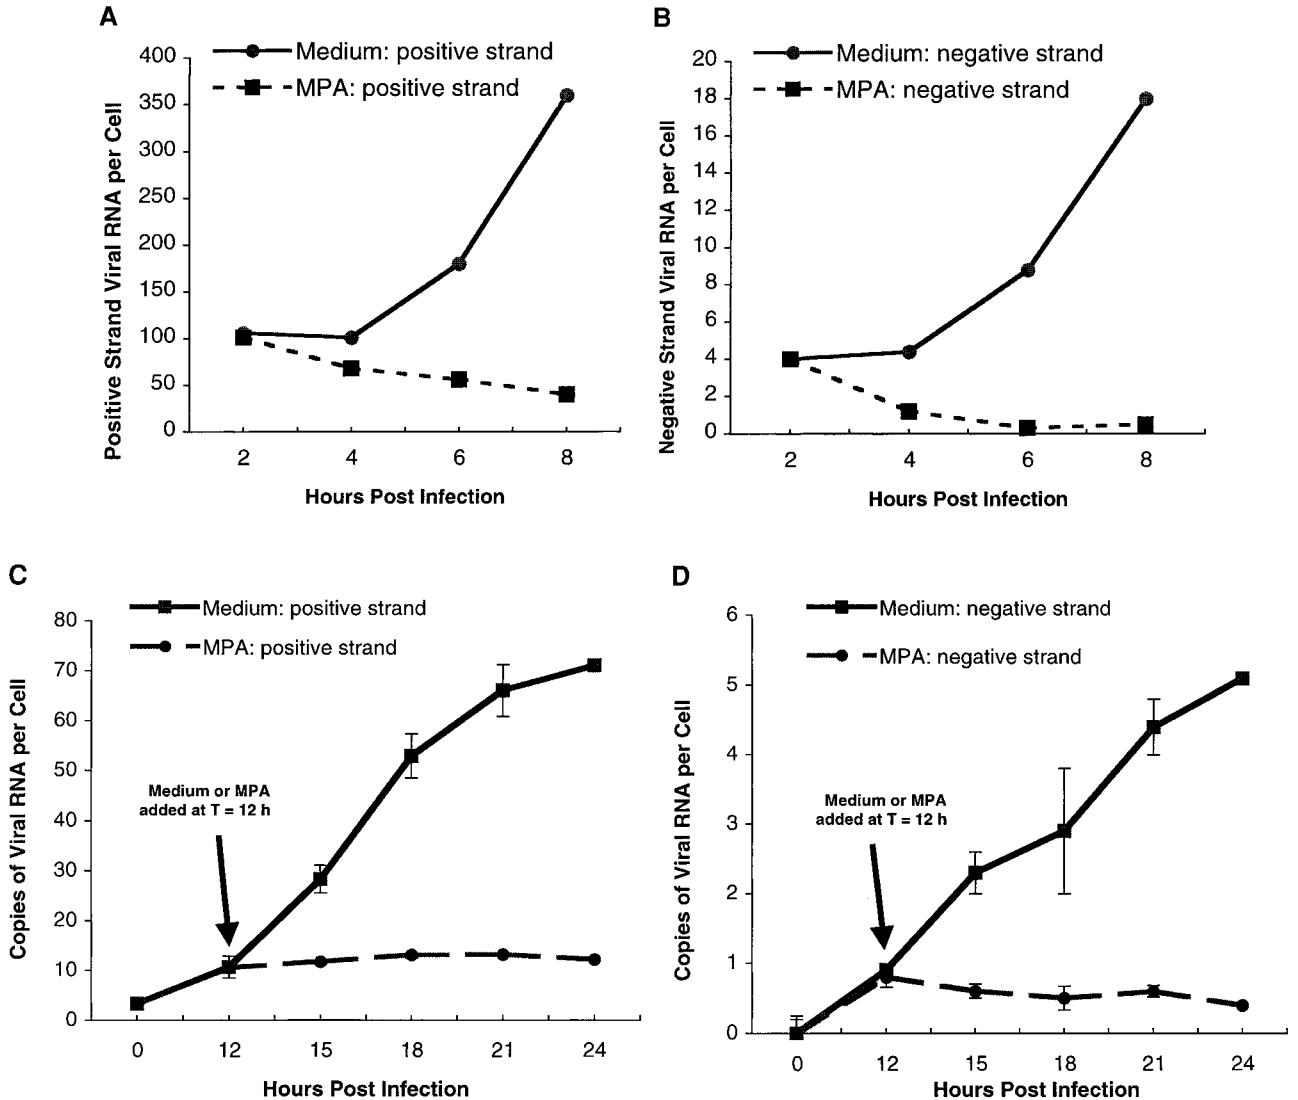 A
Medium: positive strand
MPA: positive strand
Positive Strand Viral RNA per Cell
400
350
300
250
200
150
100
50
0
2 4 6 8
Hours Post Infection
B
Medium: negative strand
MPA: negative strand
Negative Strand Viral RNA per Cell
20
18
16
14
12
10
8
6
4
2
0
2 4 6 8
Hours Post Infection
C
Medium: positive strand
MPA: positive strand
Copies of Viral RNA per Cell
80
70
60
50
40
30
20
10
0
Medium or MPA
added at T = 12 h
0 12 15 18 21 24
Hours Post Infection
D
Medium: negative strand
MPA: negative strand
Copies of Viral RNA per Cell
6
5
4
3
2
1
0
Medium or MPA
added at T = 12 h
0 12 15 18 21 24
Hours Post Infection